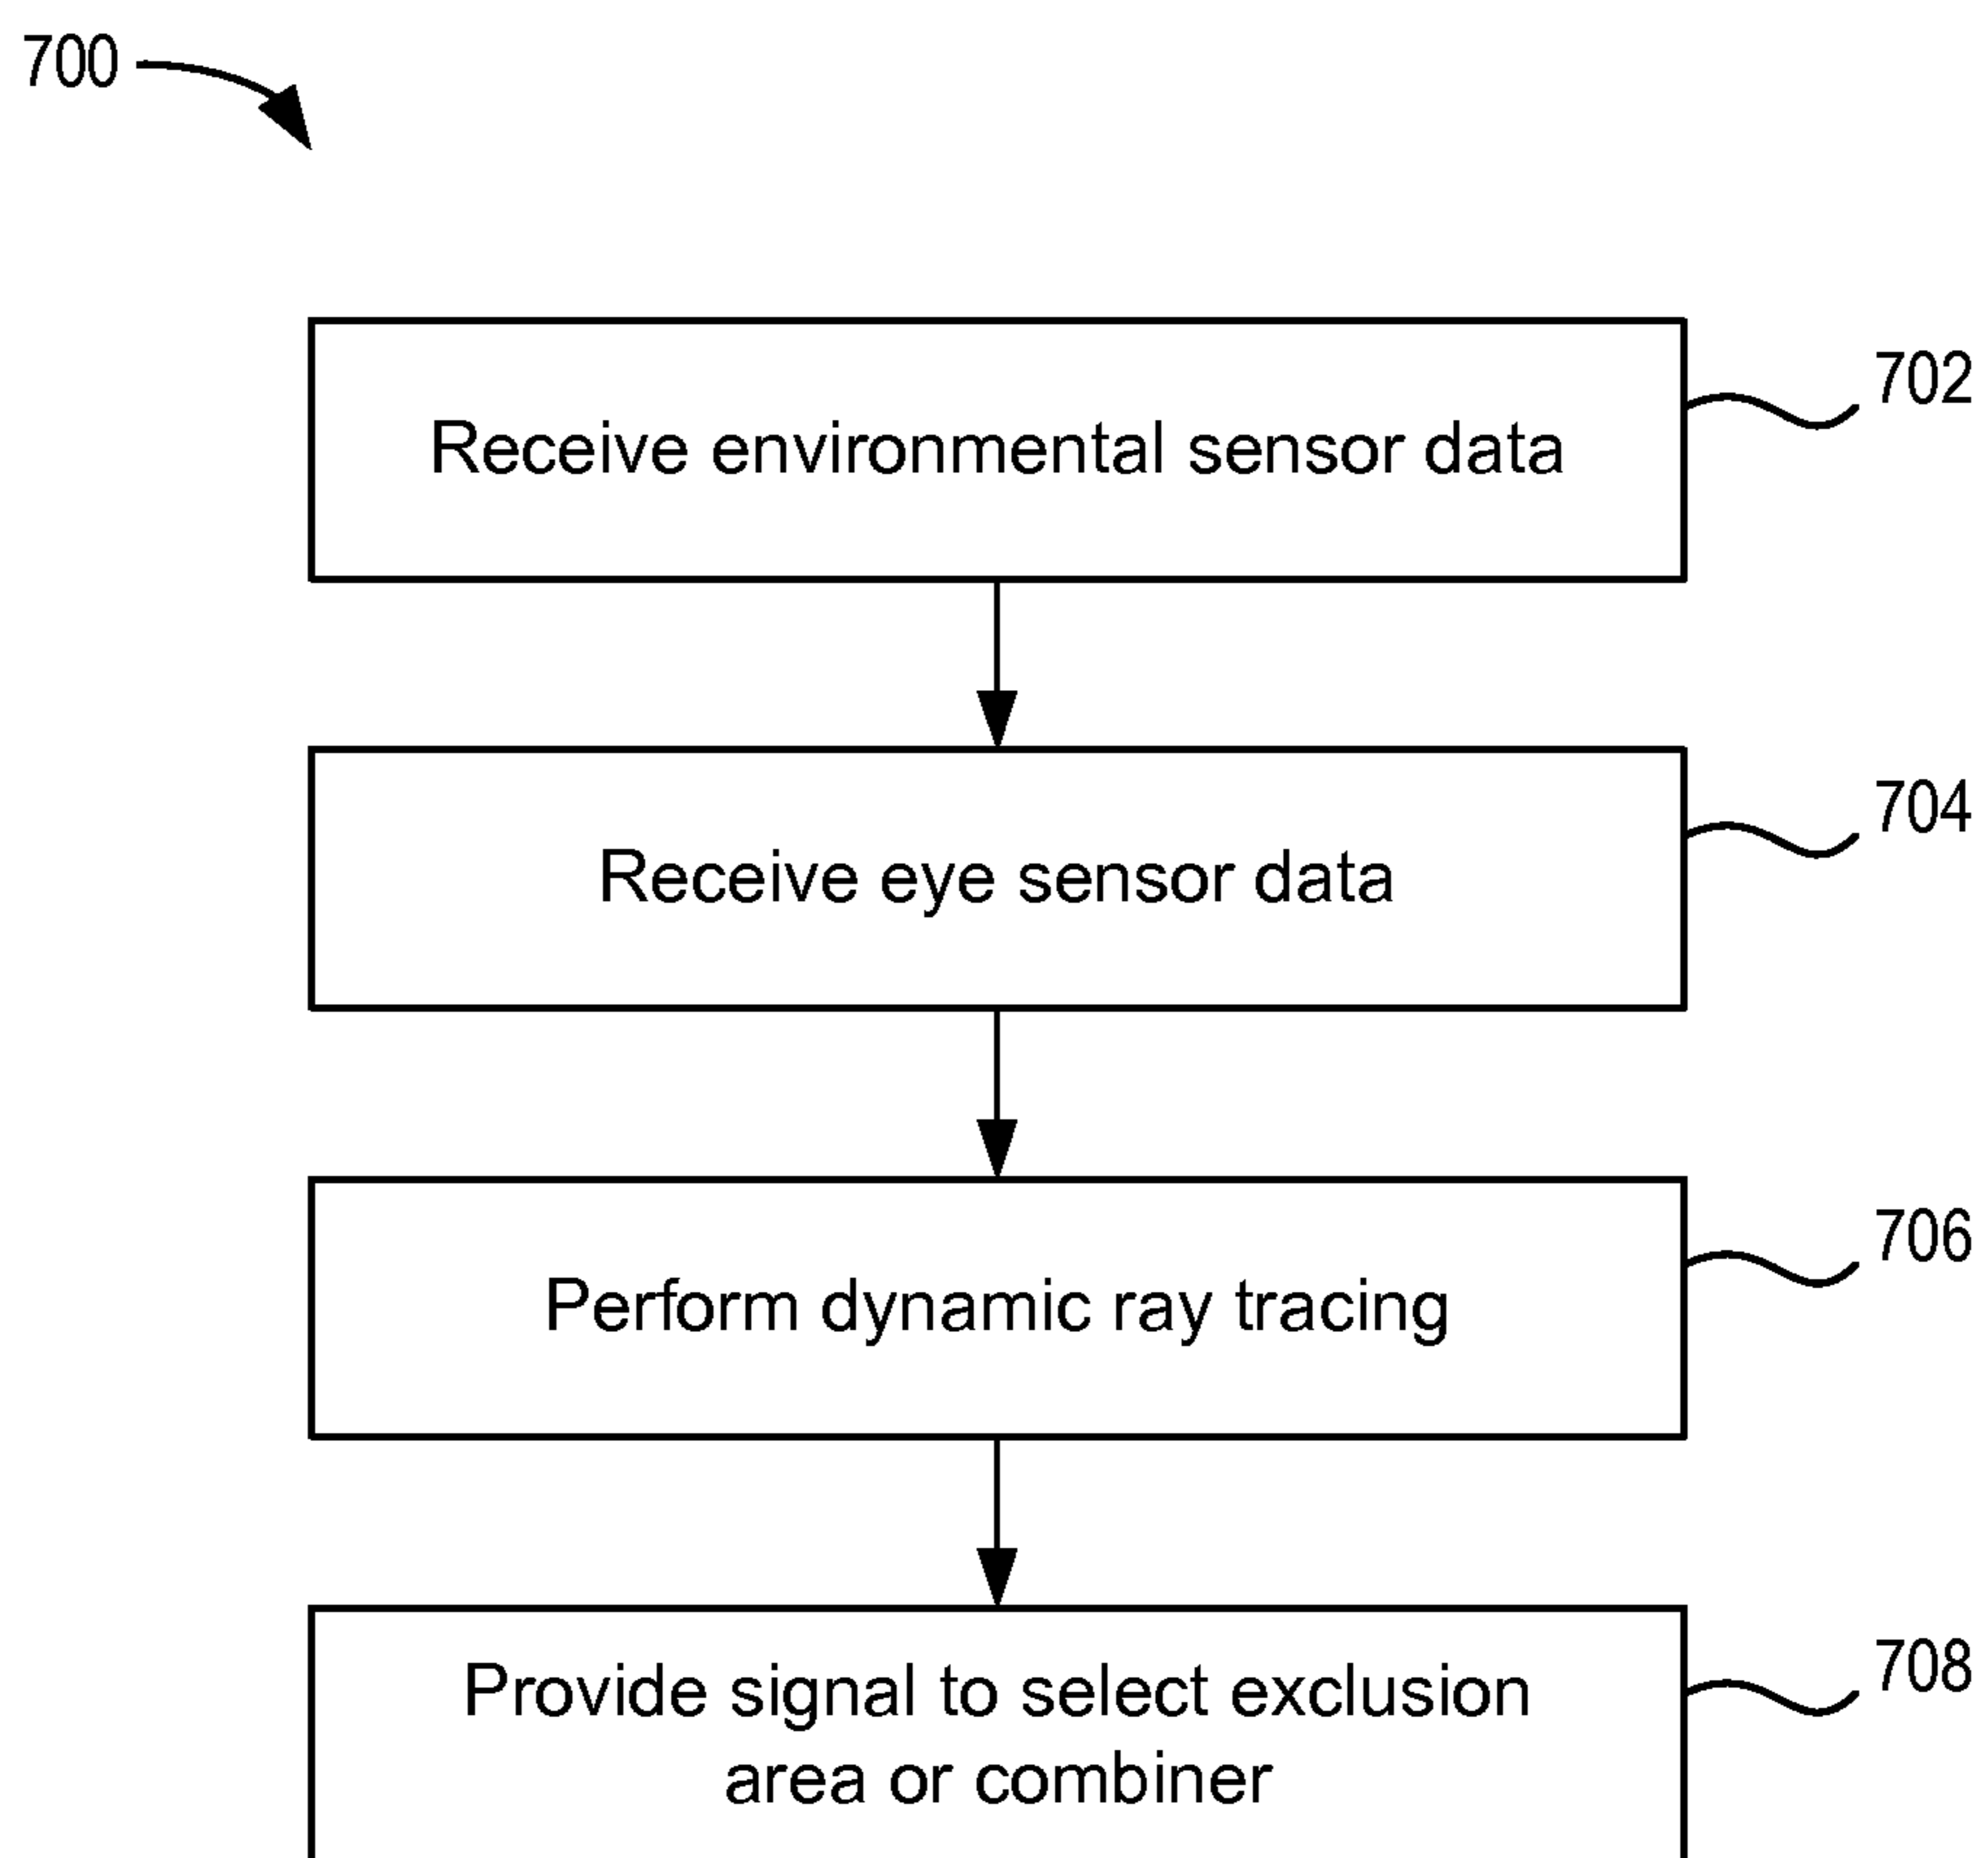 700
702
Receive environmental sensor data
704
Receive eye sensor data
706
Perform dynamic ray tracing
708
Provide signal to select exclusion
area or combiner